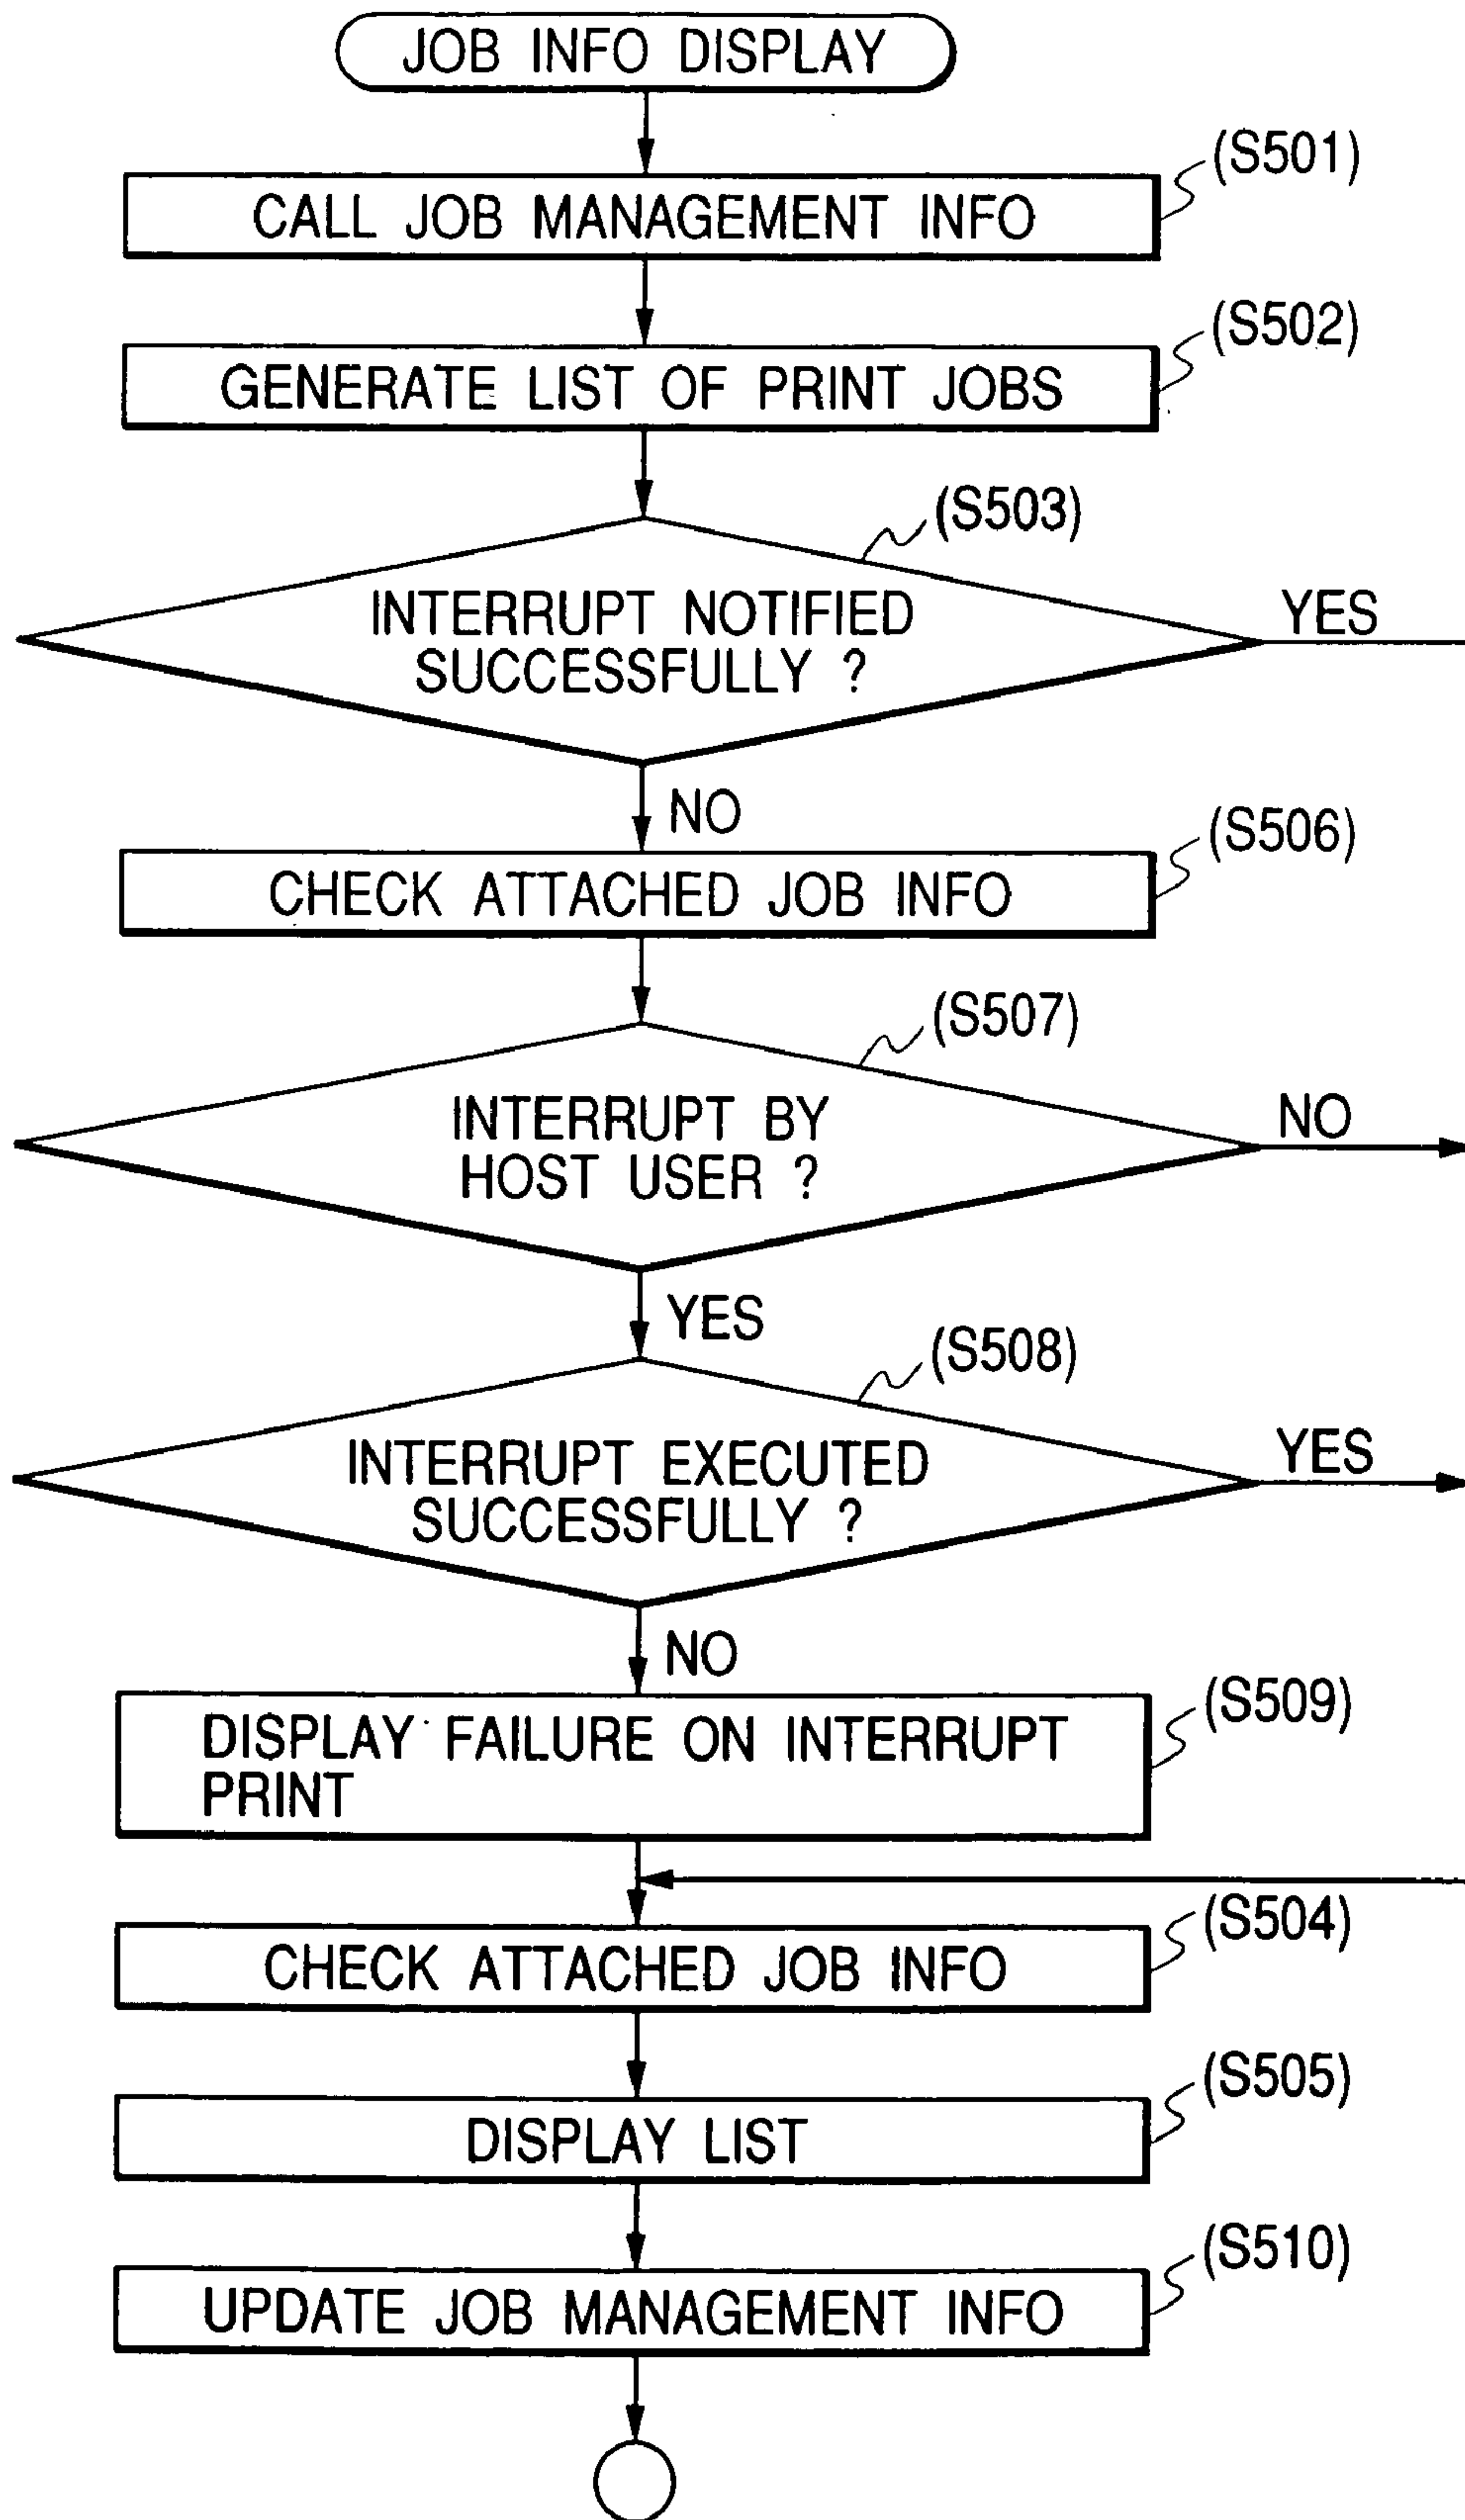 JOB INFO DISPLAY
(S501)
CALL JOB MANAGEMENT INFO
(S502)
GENERATE LIST OF PRINT JOBS
(S503)
INTERRUPT NOTIFIED
SUCCESSFULLY ?
YES
NO
(S506)
CHECK ATTACHED JOB INFO
(S507)
INTERRUPT BY
HOST USER ?
NO
YES
(S508)
INTERRUPT EXECUTED
SUCCESSFULLY ?
YES
NO
(S509)
DISPLAY FAILURE ON INTERRUPT
PRINT
(S504)
CHECK ATTACHED JOB INFO
(S505)
DISPLAY LIST
(S510)
UPDATE JOB MANAGEMENT INFO